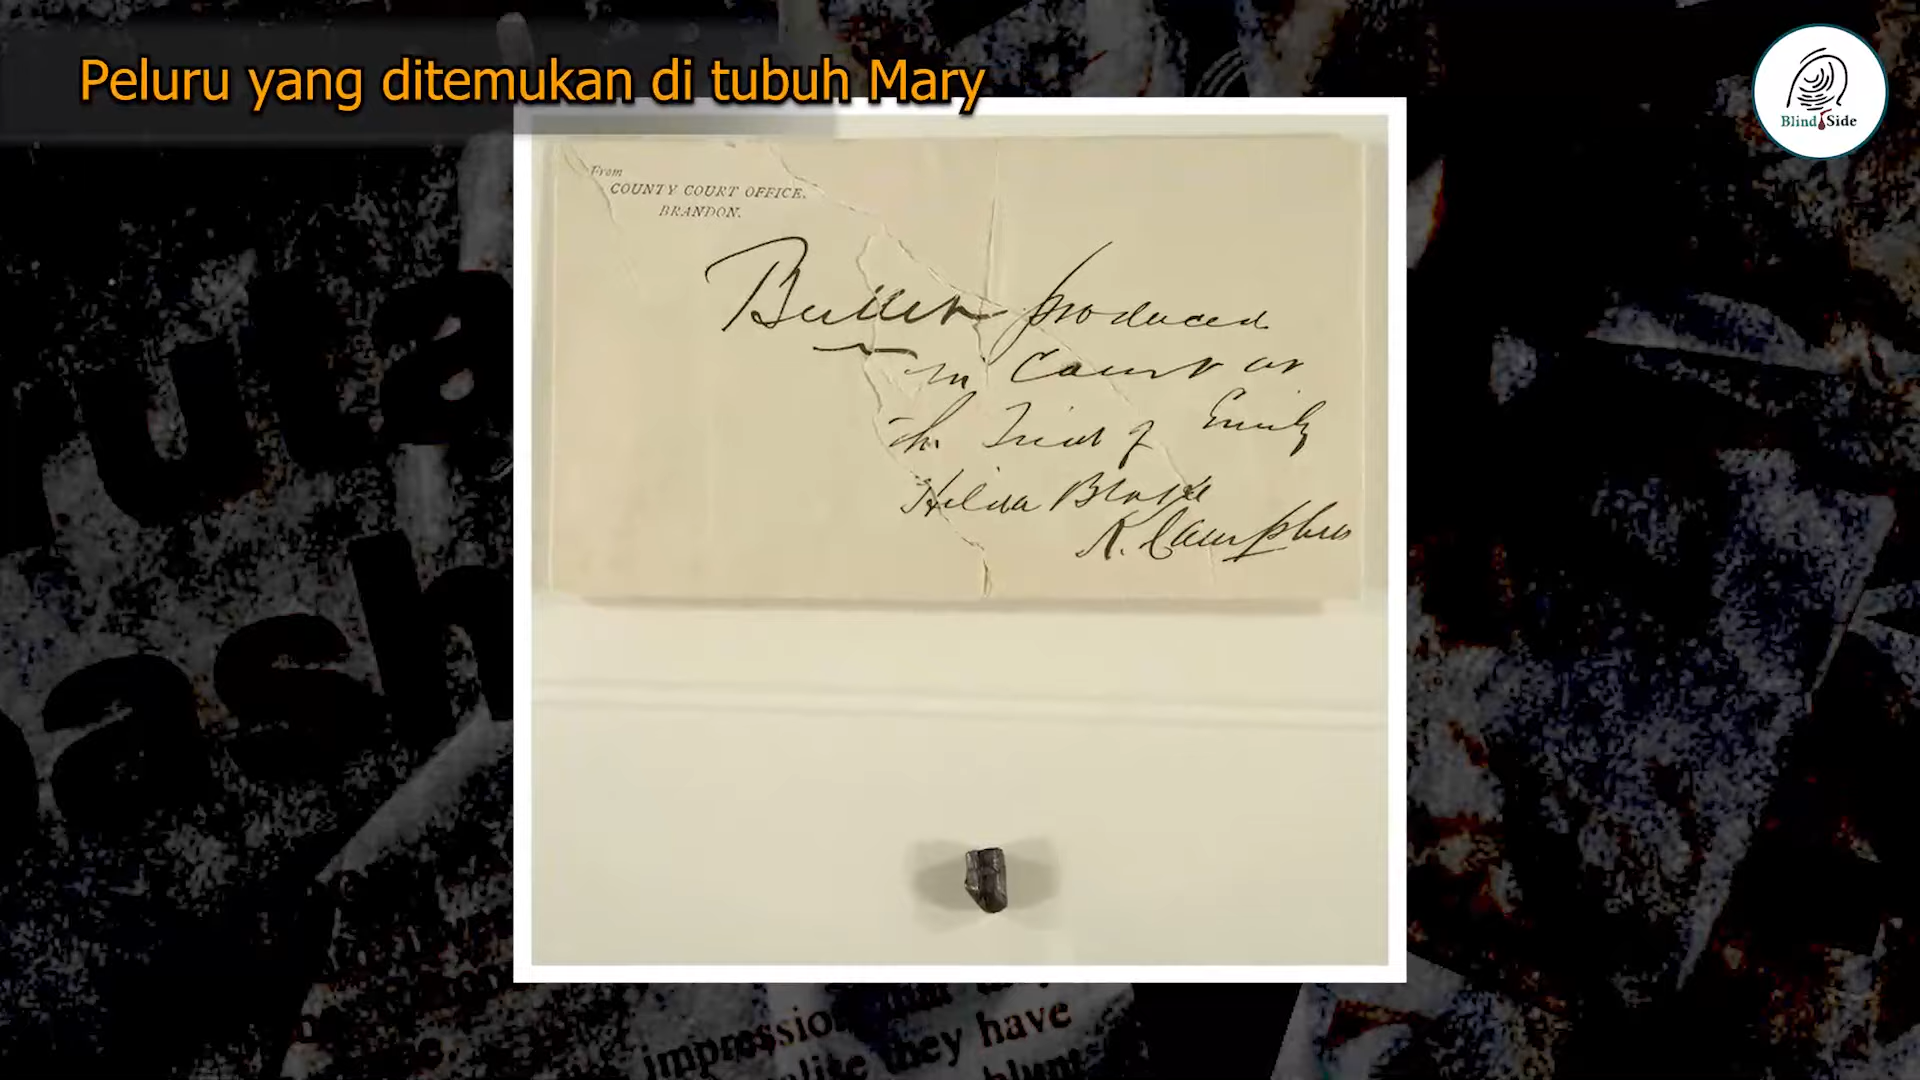 Peluru yang ditemukan di tubuh Mary
Blind Side
From
COUNTY COURT OFFICE.
BRANDON.
Bullet produced
in Court at
the Trial of Emily
Hilda Blake
impression
they have
blunt